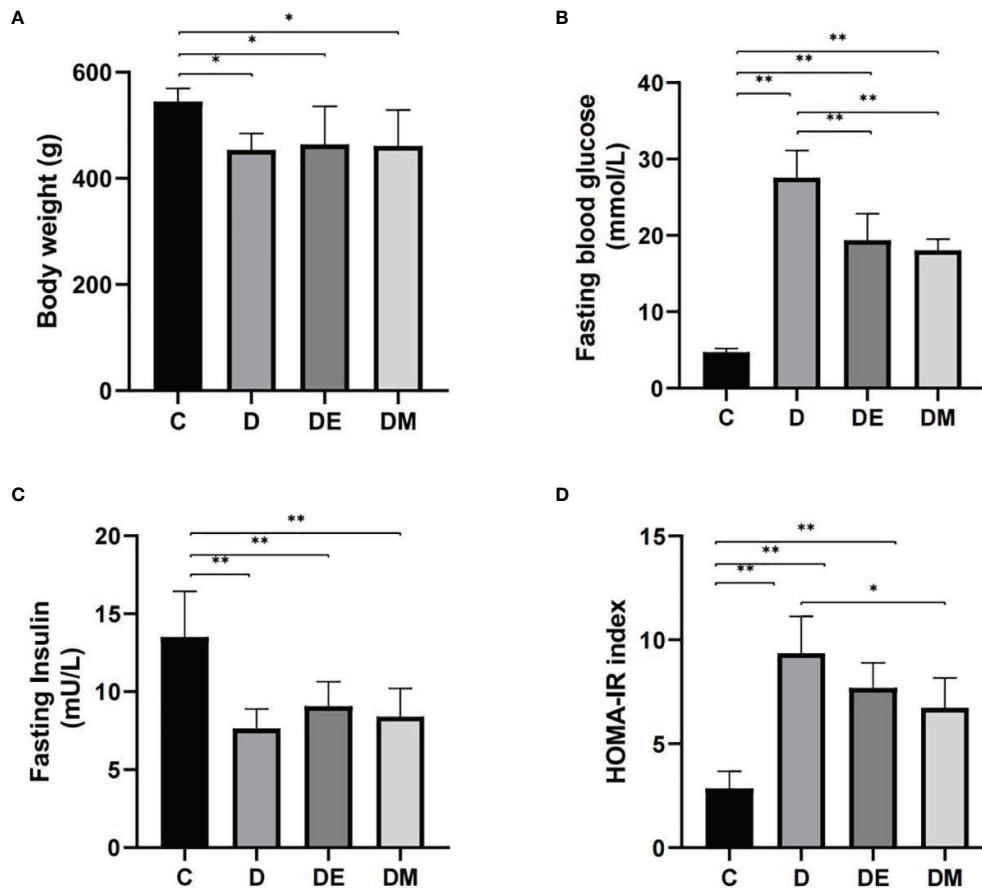 A
*
*
*
600
400
200
0
Body weight (g)
C D DE DM
B
**
**
**
**
**
40
30
20
10
0
Fasting blood glucose
(mmol/L)
C D DE DM
C
**
**
**
20
15
10
5
0
Fasting Insulin
(mU/L)
C D DE DM
D
**
**
**
*
15
10
5
0
HOMA-IR index
C D DE DM